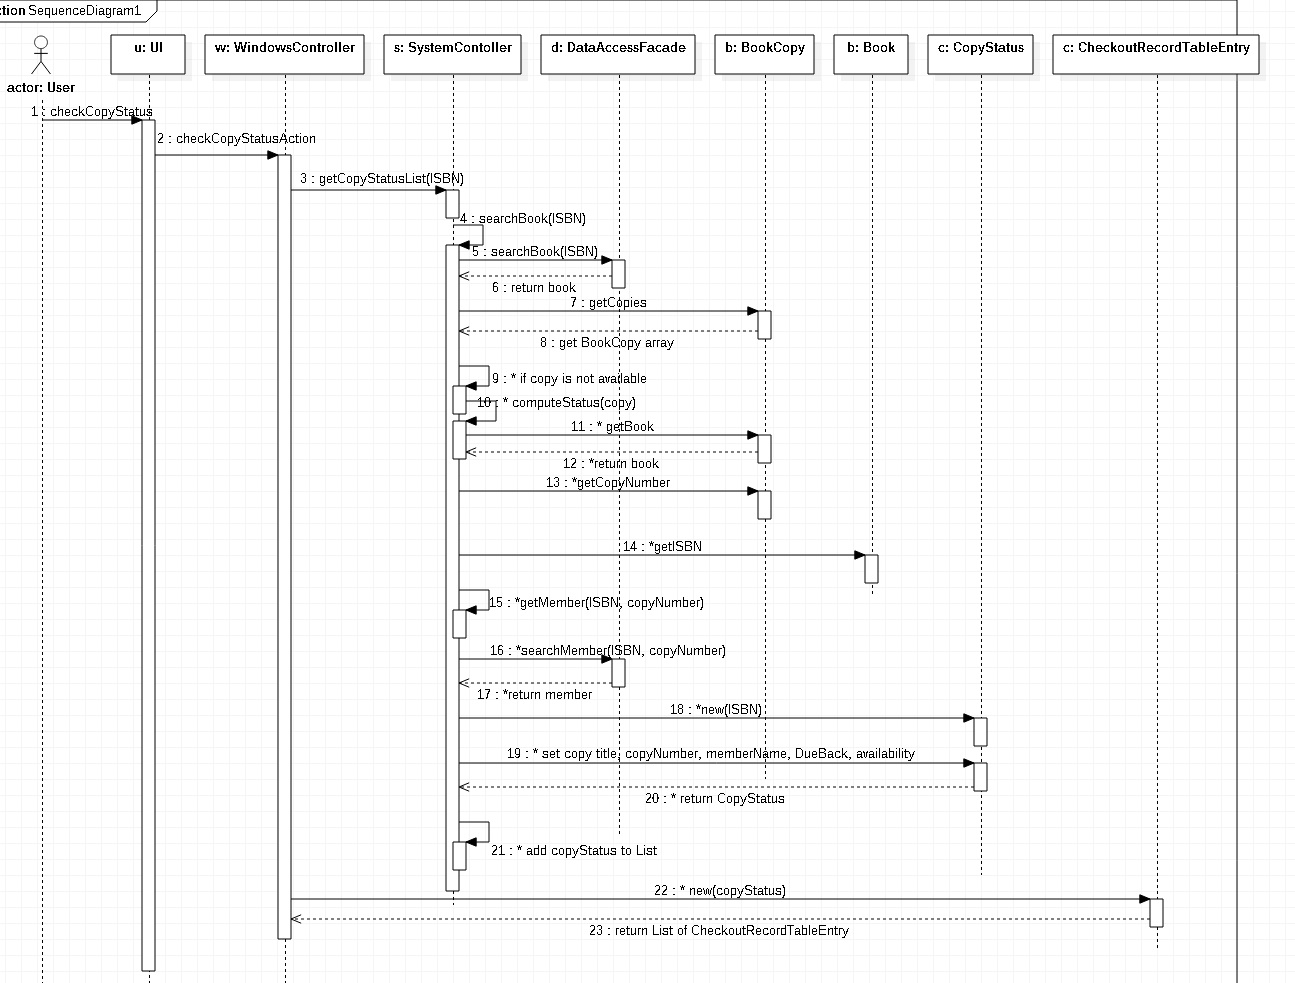 ction SequenceDiagram1
u: UI
w: WindowsController
s: SystemContoller
d: DataAccessFacade
b: BookCopy
b: Book
c: CopyStatus
c: CheckoutRecordTableEntry
actor: User
1 : checkCopyStatus
2 : checkCopyStatusAction
3 : getCopyStatusList(ISBN)
4 : searchBook(ISBN)
5 : searchBook(ISBN)
6 : return book
7 : getCopies
8 : get BookCopy array
9 : * if copy is not available
10 : * computeStatus(copy)
11 : * getBook
12 : *return book
13 : *getCopyNumber
14 : *getISBN
15 : *getMember(ISBN, copyNumber)
16 : *searchMember(ISBN, copyNumber)
17 : *return member
18 : *new(ISBN)
19 : * set copy title, copyNumber, memberName, DueBack, availability
20 : * return CopyStatus
21 : * add copyStatus to List
22 : * new(copyStatus)
23 : return List of CheckoutRecordTableEntry